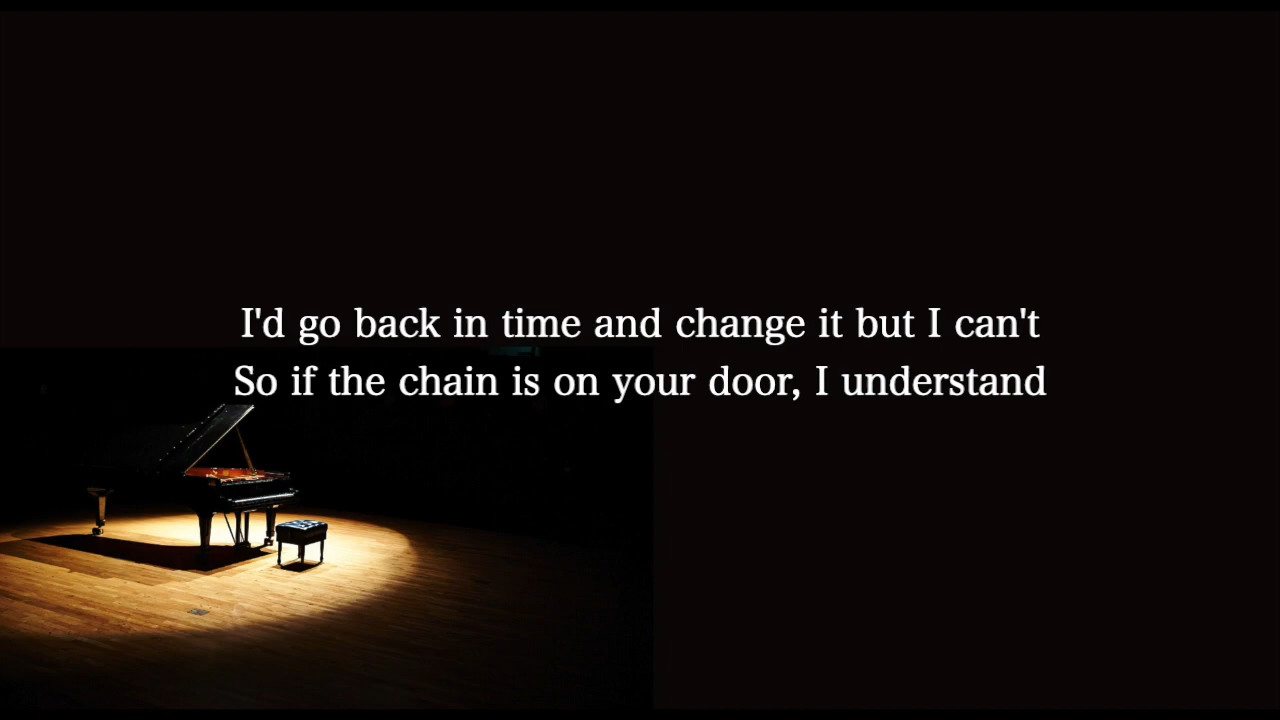 I'd go back in time and change it but I can't
So if the chain is on your door, I understand